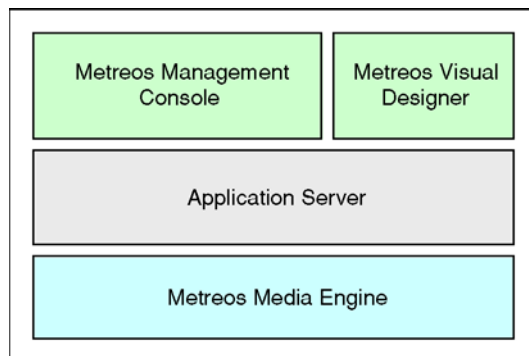 Metreos Management
Console
Metreos Visual
Designer
Application Server
Metreos Media Engine